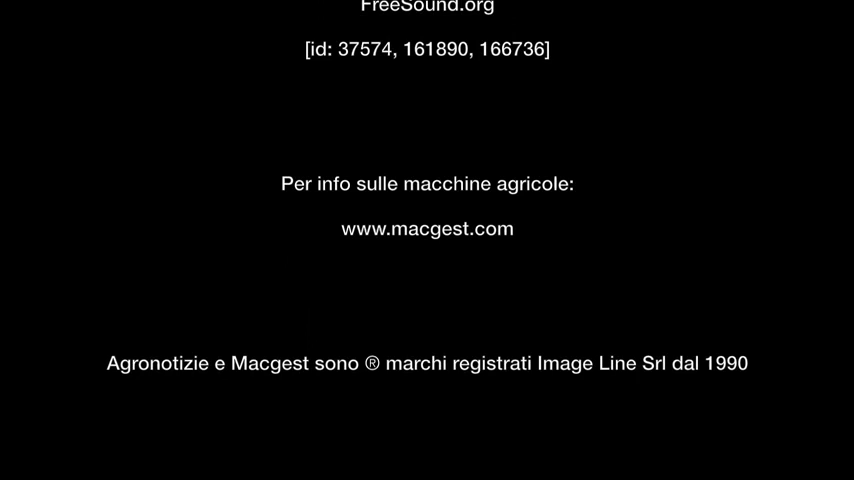 FreeSound.org
[id: 37574, 161890, 166736]
Per info sulle macchine agricole:
www.macgest.com
Agronotizie e Macgest sono ® marchi registrati Image Line Srl dal 1990